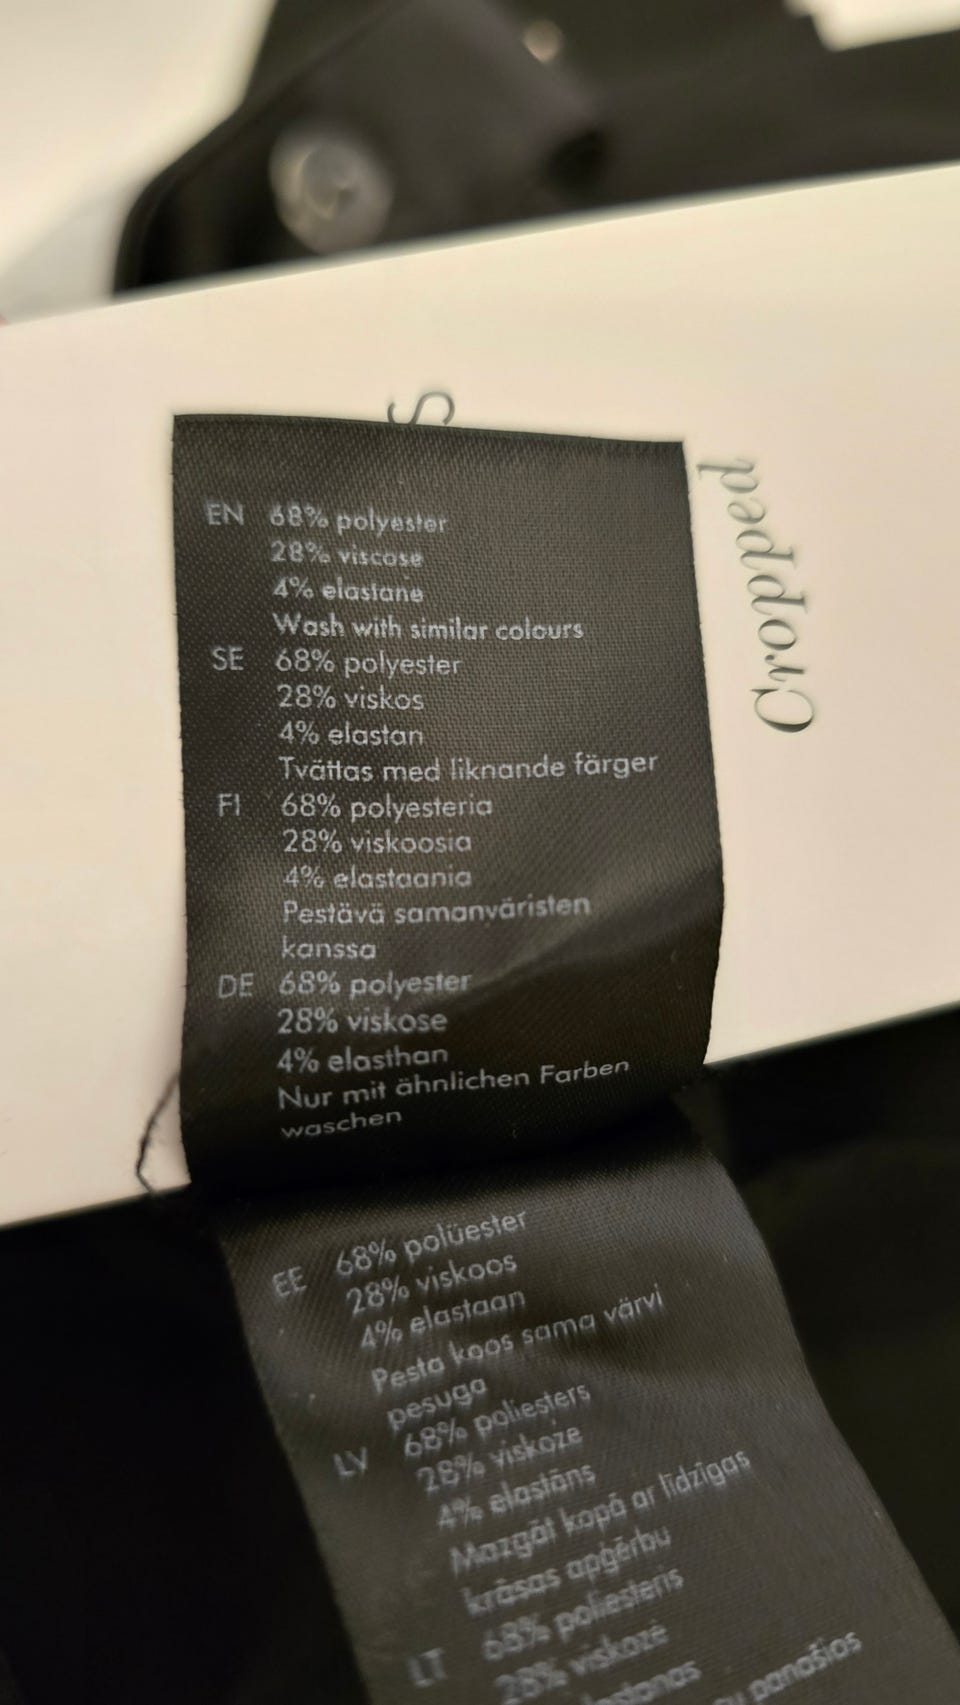 S
Cropped
EN 68% polyester
28% viscose
4% elastane
Wash with similar colours
SE 68% polyester
28% viskos
4% elastan
Tvättas med liknande färger
FI 68% polyesteria
28% viskoosia
4% elastaania
Pestävä samanväristen
kanssa
DE 68% polyester
28% viskose
4% elasthan
Nur mit ähnlichen Farben
waschen
EE 68% polüester
28% viskoos
4% elastaan
Pesta koos sama värvi
pesuga
LV 68% poliesters
28% viskoze
4% elastāns
Mazgāt kopā ar līdzīgas
krāsas apģērbu
LT 68% poliesteris
28% viskozė
panašios